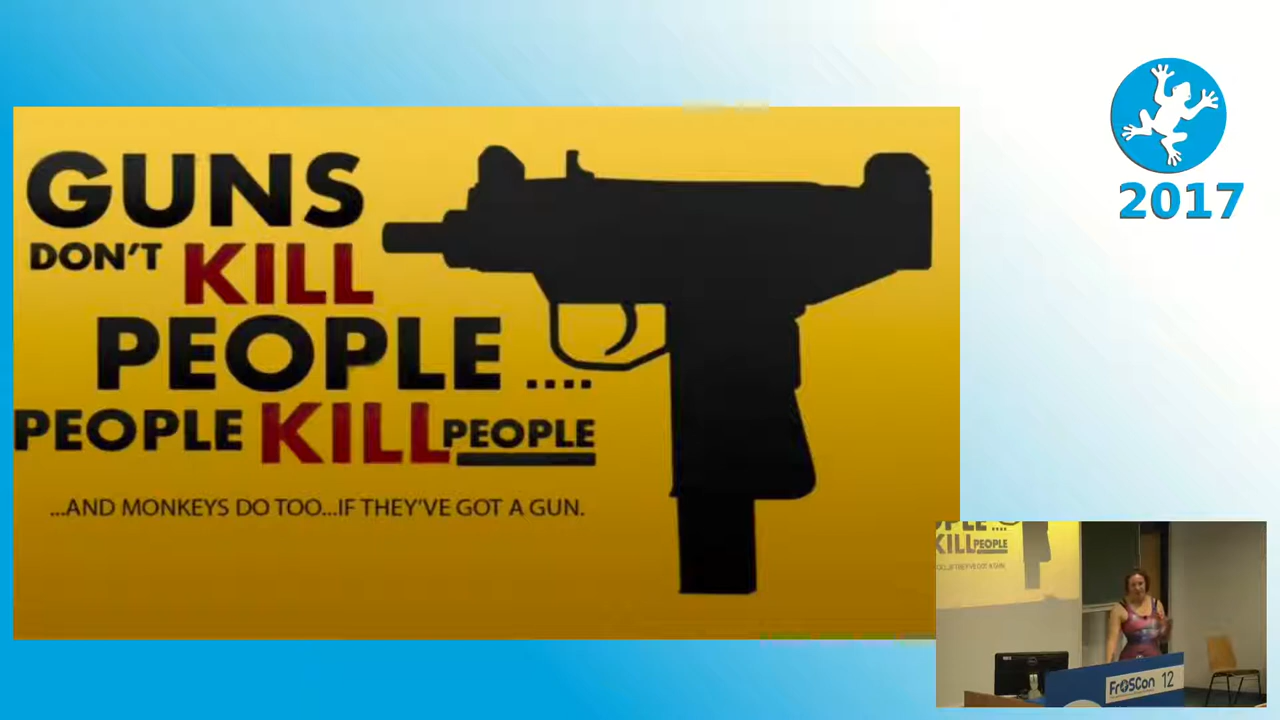 GUNS
DON'T KILL
PEOPLE ....
PEOPLE KILL PEOPLE
...AND MONKEYS DO TOO...IF THEY'VE GOT A GUN.
2017
KILL PEOPLE
FrOSCon 12